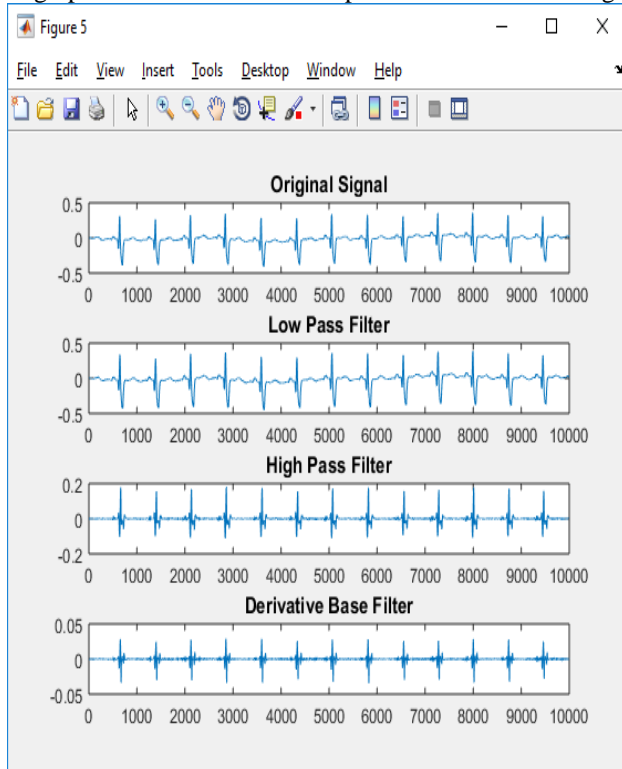 Figure 5
File Edit View Insert Tools Desktop Window Help
Original Signal
0.5
0
-0.5
0 1000 2000 3000 4000 5000 6000 7000 8000 9000 10000
Low Pass Filter
0.5
0
-0.5
0 1000 2000 3000 4000 5000 6000 7000 8000 9000 10000
High Pass Filter
0.2
0
-0.2
0 1000 2000 3000 4000 5000 6000 7000 8000 9000 10000
Derivative Base Filter
0.05
0
-0.05
0 1000 2000 3000 4000 5000 6000 7000 8000 9000 10000